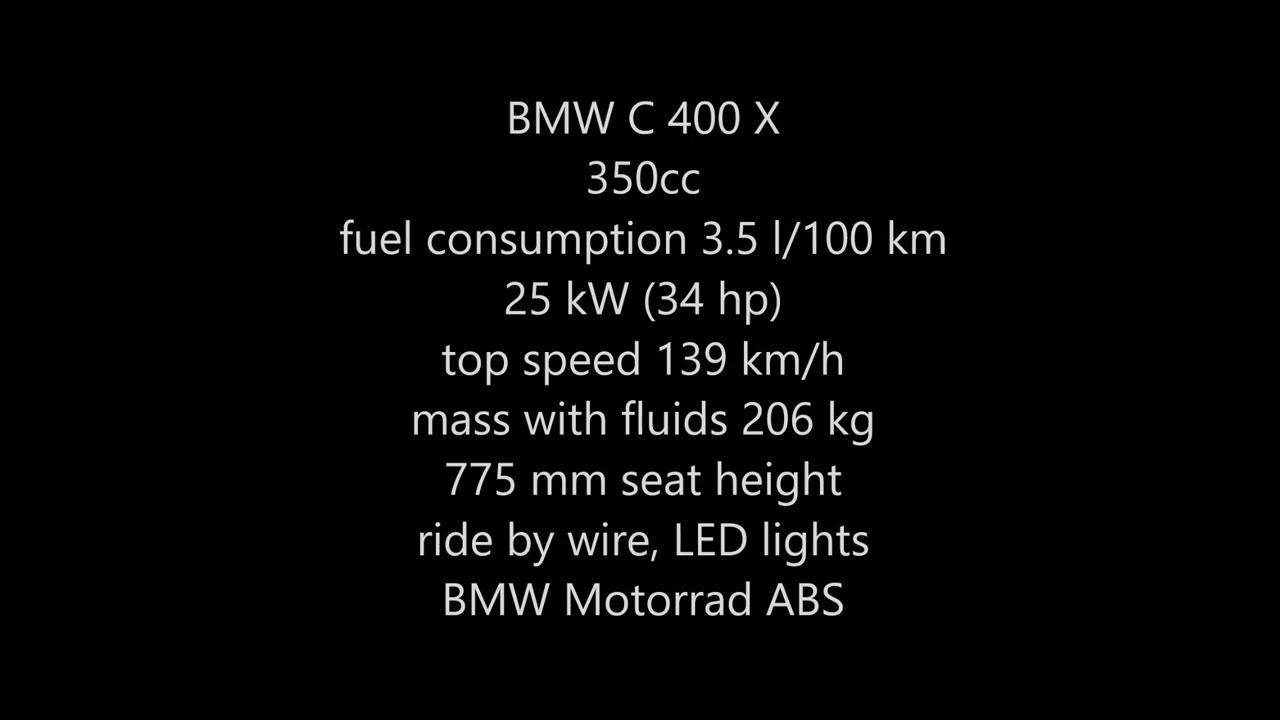 BMW C 400 X
350cc
fuel consumption 3.5 l/100 km
25 kW (34 hp)
top speed 139 km/h
mass with fluids 206 kg
775 mm seat height
ride by wire, LED lights
BMW Motorrad ABS